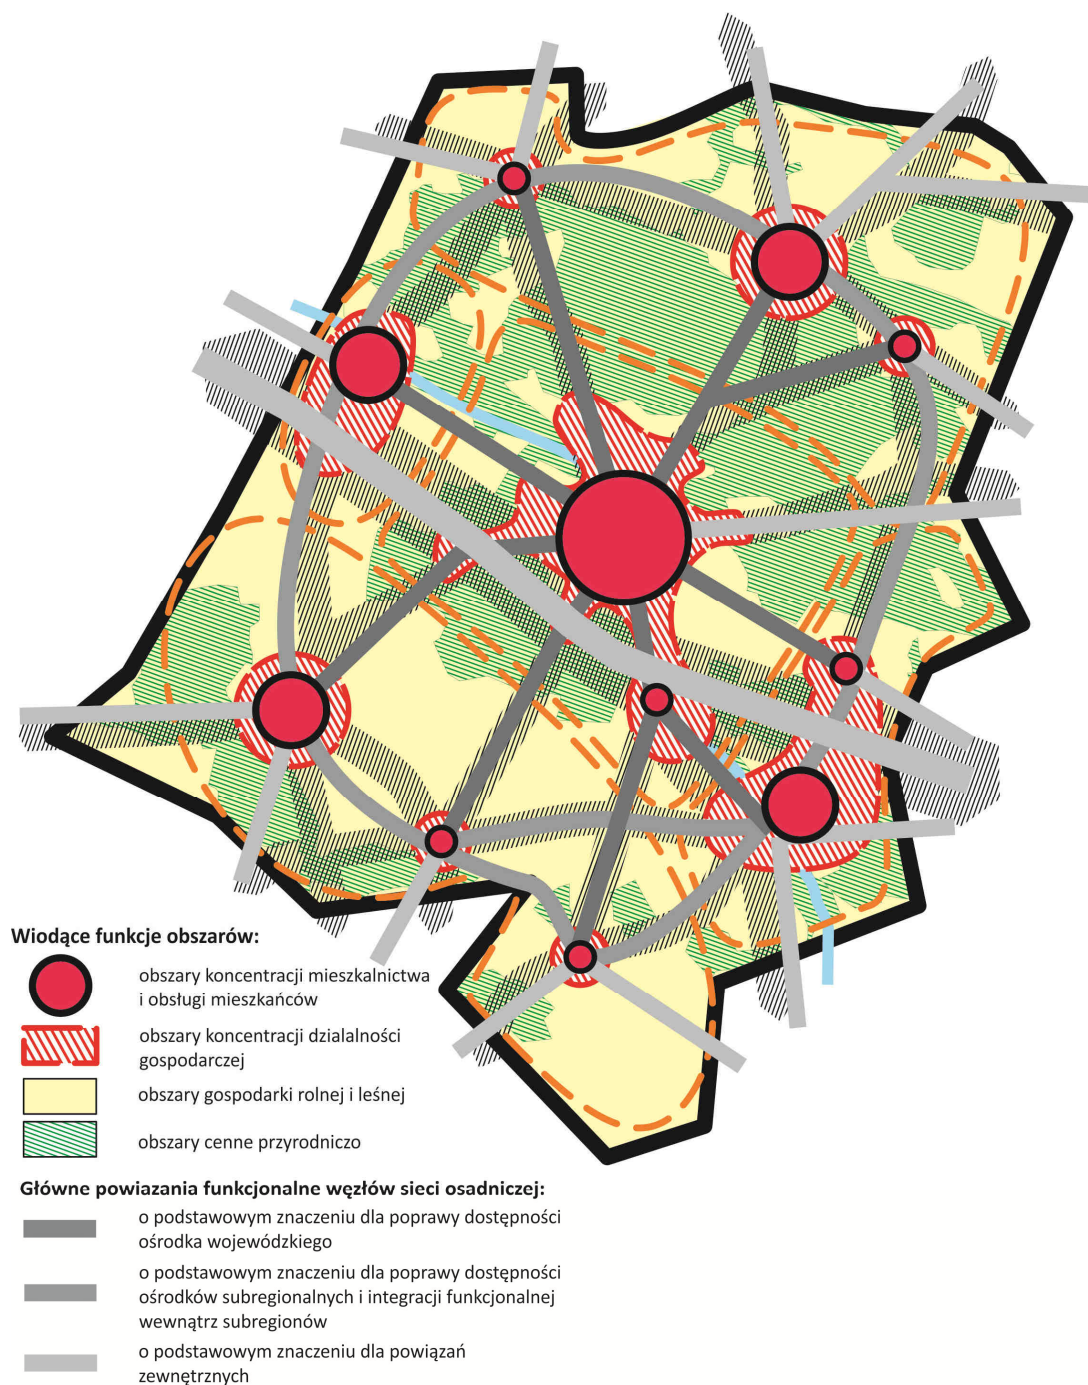 Wiodące funkcje obszarów:
obszary koncentracji mieszkalnictwa
i obsługi mieszkańców
obszary koncentracji dzialalności
gospodarczej
obszary gospodarki rolnej i leśnej
obszary cenne przyrodniczo
Główne powiazania funkcjonalne węzłów sieci osadniczej:
o podstawowym znaczeniu dla poprawy dostępności
ośrodka wojewódzkiego
o podstawowym znaczeniu dla poprawy dostępności
ośrodków subregionalnych i integracji funkcjonalnej
wewnątrz subregionów
o podstawowym znaczeniu dla powiązań
zewnętrznych